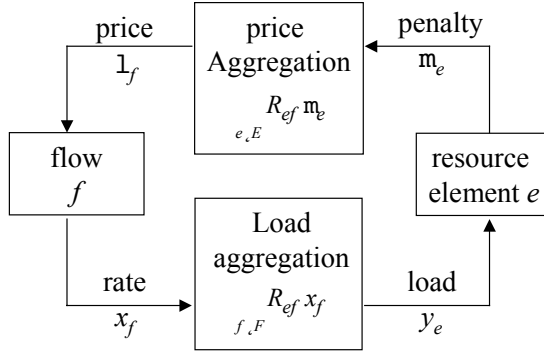 price
l_f
price
Aggregation
R_ef m_e
e˛E
penalty
m_e
flow
f
resource
element e
Load
aggregation
R_ef x_f
f˛F
rate
x_f
load
y_e